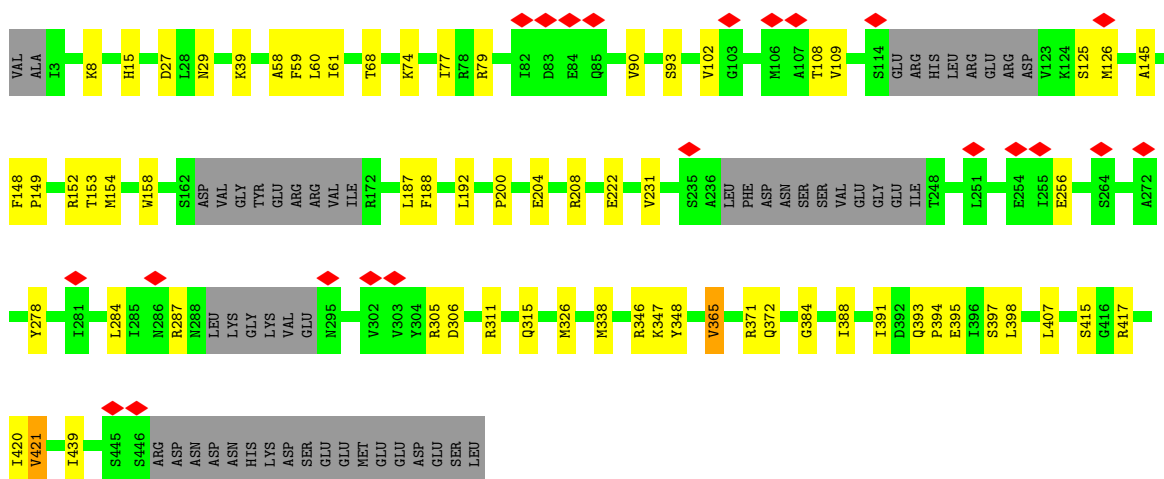 VAL ALA I3 K8 H15 D27 L28 N29 K39 A58 F59 L60 I61 T68 K74 I77 R78 R79 I82 D83 E84 Q85 V90 S93 V102 G103 M106 A107 T108 V109 S114 GLU ARG HIS LEU ARG GLU ARG ASP V123 K124 S125 M126 A145
F148 P149 R152 T153 M154 W158 S162 ASP VAL GLY TYR GLU ARG ARG VAL ILE R172 L187 F188 L192 P200 E204 R208 E222 V231 S235 A236 LEU PHE ASP ASN SER SER VAL GLU GLY GLU ILE T248 L251 E254 I255 E256 S264 A272
Y278 I281 L284 I285 N286 R287 N288 LEU LYS GLY LYS VAL GLU N295 V302 V303 Y304 R305 D306 R311 Q315 M326 M338 R346 K347 Y348 V365 R371 Q372 G384 I388 I391 D392 Q393 P394 E395 I396 S397 L398 L407 S415 G416 R417
I420 V421 I439 S445 S446 ARG ASP ASN ASP ASN HIS LYS ASP SER GLU GLU MET GLU GLU ASP GLU SER LEU